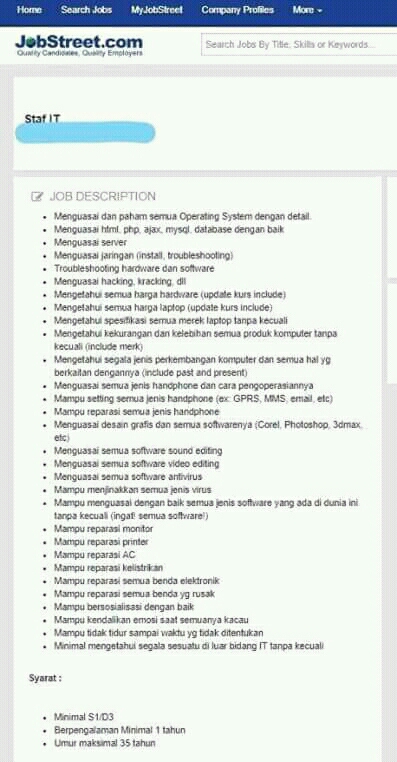 Home Search Jobs MyJobStreet Company Profiles More
JobStreet.com
Quality Candidates, Quality Employers
Search Jobs By Title, Skills or Keywords...
Staf IT
JOB DESCRIPTION
• Menguasai dan paham semua Operating System dengan detail.
• Menguasai html, php, ajax, mysql, database dengan baik
• Menguasai server
• Menguasai jaringan (install, troubleshooting)
• Troubleshooting hardware dan software
• Menguasai hacking, kracking, dll
• Mengetahui semua harga hardware (update kurs include)
• Mengetahui semua harga laptop (update kurs include)
• Mengetahui spesifikasi semua merek laptop tanpa kecuali
• Mengetahui kekurangan dan kelebihan semua produk komputer tanpa
kecuali (include merk)
• Mengetahui segala jenis perkembangan komputer dan semua hal yg
berkaitan dengannya (include past and present)
• Menguasai semua jenis handphone dan cara pengoperasiannya
• Mampu setting semua jenis handphone (ex: GPRS, MMS, email, etc)
• Mampu reparasi semua jenis handphone
• Menguasai desain grafis dan semua softwarenya (Corel, Photoshop, 3dmax,
etc)
• Menguasai semua software sound editing
• Menguasai semua software video editing
• Menguasai semua software antivirus
• Mampu menjinakkan semua jenis virus
• Mampu menguasai dengan baik semua jenis software yang ada di dunia ini
tanpa kecuali (ingat! semua software!)
• Mampu reparasi monitor
• Mampu reparasi printer
• Mampu reparasi AC
• Mampu reparasi kelistrikan
• Mampu reparasi semua benda elektronik
• Mampu reparasi semua benda yg rusak
• Mampu bersosialisasi dengan baik
• Mampu kendalikan emosi saat semuanya kacau
• Mampu tidak tidur sampai waktu yg tidak ditentukan
• Minimal mengetahui segala sesuatu di luar bidang IT tanpa kecuali
Syarat :
• Minimal S1/D3
• Berpengalaman Minimal 1 tahun
• Umur maksimal 35 tahun